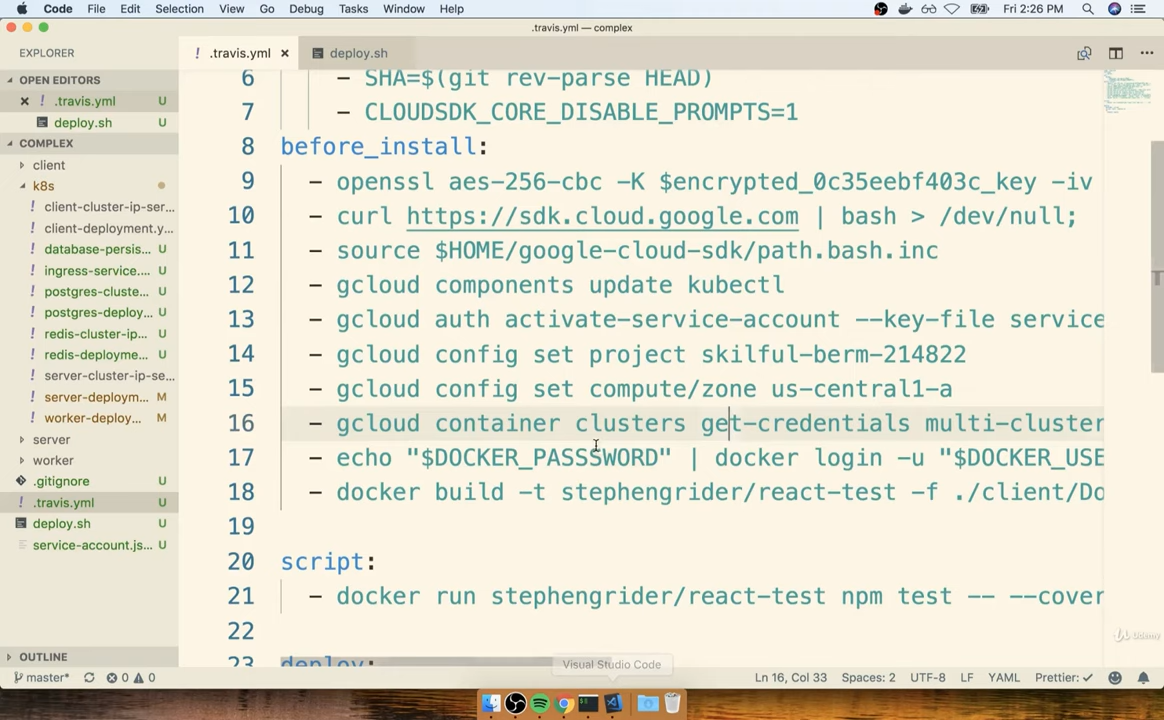 Code File Edit Selection View Go Debug Tasks Window Help Fri 2:26 PM
.travis.yml — complex
EXPLORER
! .travis.yml × deploy.sh
OPEN EDITORS
× ! .travis.yml U
deploy.sh U
COMPLEX
client
k8s
! client-cluster-ip-ser...
! client-deployment.y...
! database-persis... U
! ingress-service.... U
! postgres-cluste... U
! postgres-deploy... U
! redis-cluster-ip... U
! redis-deployme... U
! server-cluster-ip-se...
! server-deploym... M
! worker-deploy... M
server
worker
.gitignore U
! .travis.yml U
deploy.sh U
service-account.js... U
OUTLINE
6 - SHA=$(git rev-parse HEAD)
7 - CLOUDSDK_CORE_DISABLE_PROMPTS=1
8 before_install:
9 - openssl aes-256-cbc -K $encrypted_0c35eebf403c_key -iv
10 - curl https://sdk.cloud.google.com | bash > /dev/null;
11 - source $HOME/google-cloud-sdk/path.bash.inc
12 - gcloud components update kubectl
13 - gcloud auth activate-service-account --key-file service
14 - gcloud config set project skilful-berm-214822
15 - gcloud config set compute/zone us-central1-a
16 - gcloud container clusters get-credentials multi-cluster
17 - echo "$DOCKER_PASSSWORD" | docker login -u "$DOCKER_USE
18 - docker build -t stephengrider/react-test -f ./client/Do
19
20 script:
21 - docker run stephengrider/react-test npm test -- --cover
22
23 deploy:
Udemy
Visual Studio Code
master* 0 0 Ln 16, Col 33 Spaces: 2 UTF-8 LF YAML Prettier: ✓